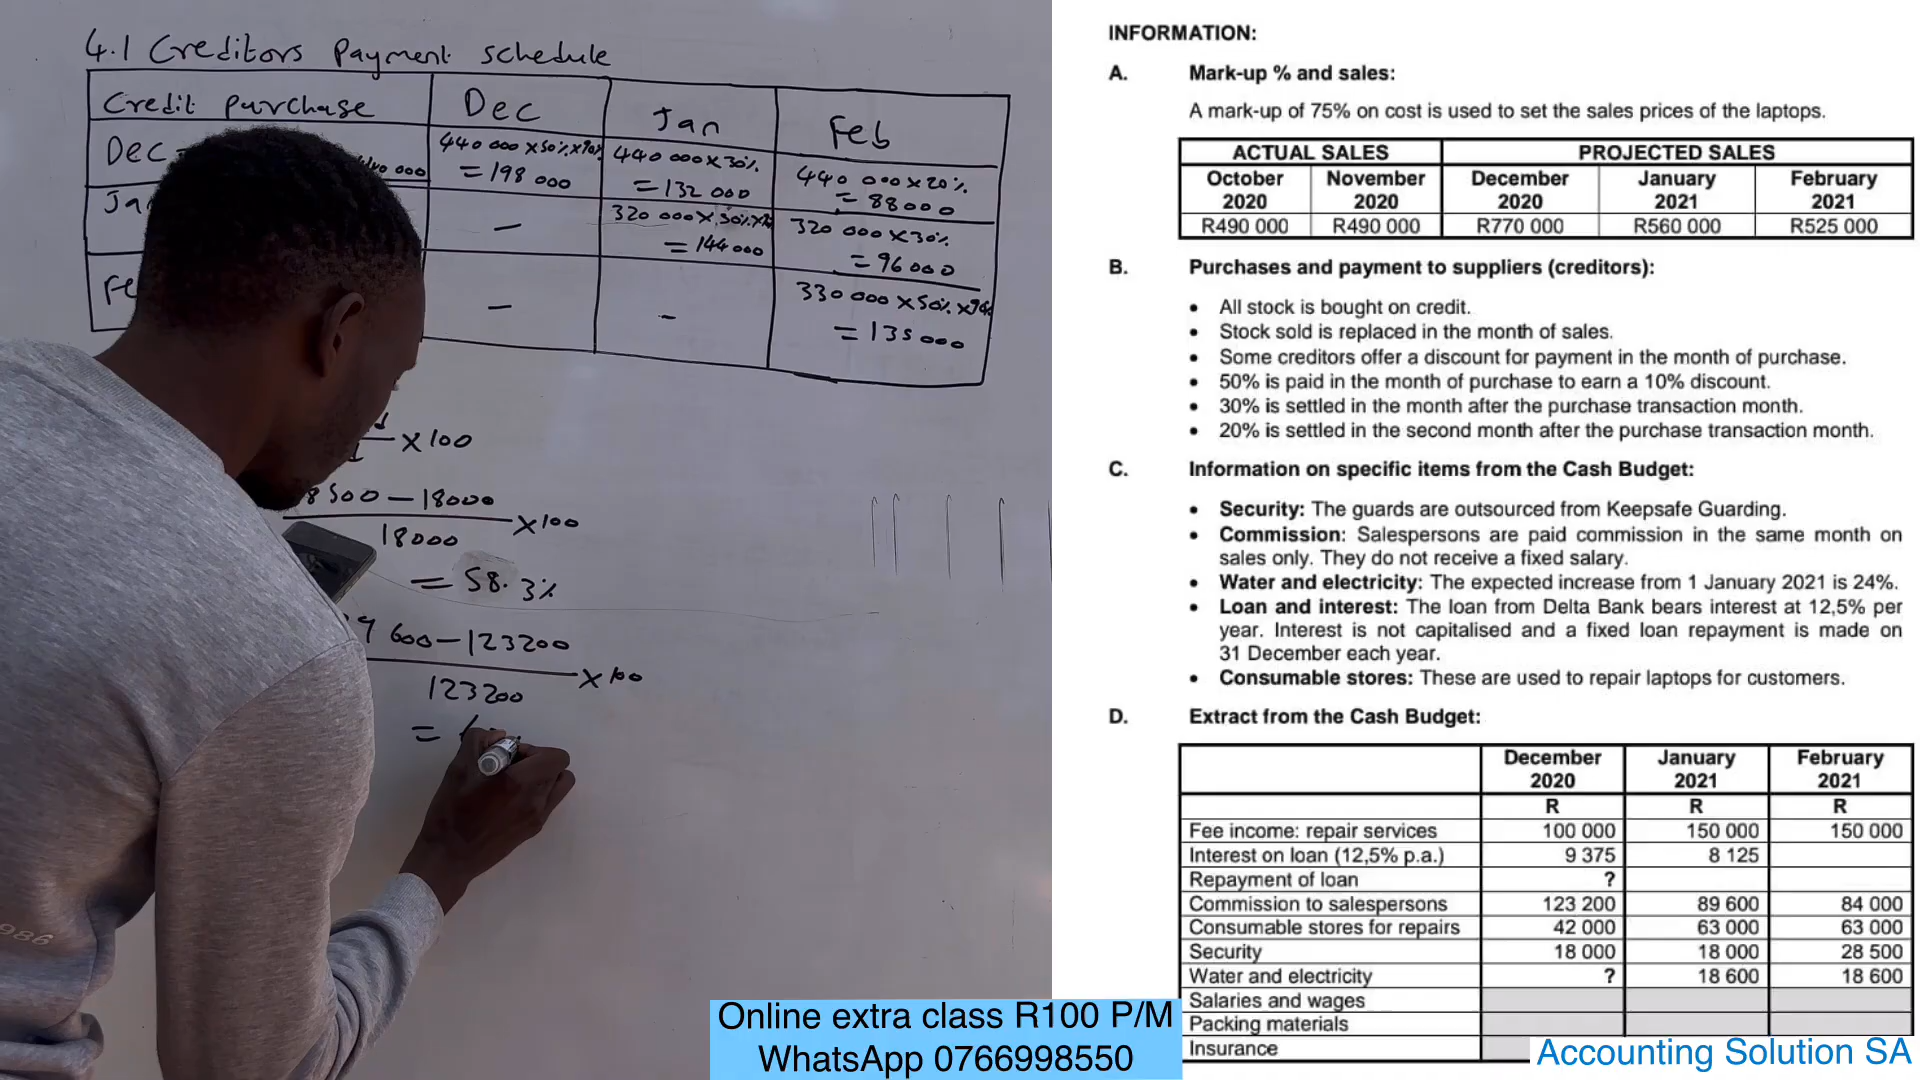 4.1 Creditors Payment schedule
Credit Purchase Dec Jan Feb
Dec
440 000 x 50% x 90%
= 198 000
440 000 x 30%
= 132 000
440 000 x 20%
= 88 000
Ja
—
320 000 x 50% x
= 144 000
320 000 x 30%
= 96 000
Fe
—
-
330 000 x 50% x 90%
= 135 000
x 100
8 500 — 18000
18000
x 100
= 58.3%
9 600 — 123200
123200
x 100
=
INFORMATION:
A. Mark-up % and sales:
A mark-up of 75% on cost is used to set the sales prices of the laptops.
ACTUAL SALES PROJECTED SALES
October 2020 November 2020 December 2020 January 2021 February 2021
R490 000 R490 000 R770 000 R560 000 R525 000
B. Purchases and payment to suppliers (creditors):
• All stock is bought on credit.
• Stock sold is replaced in the month of sales.
• Some creditors offer a discount for payment in the month of purchase.
• 50% is paid in the month of purchase to earn a 10% discount.
• 30% is settled in the month after the purchase transaction month.
• 20% is settled in the second month after the purchase transaction month.
C. Information on specific items from the Cash Budget:
• Security: The guards are outsourced from Keepsafe Guarding.
• Commission: Salespersons are paid commission in the same month on
sales only. They do not receive a fixed salary.
• Water and electricity: The expected increase from 1 January 2021 is 24%.
• Loan and interest: The loan from Delta Bank bears interest at 12,5% per
year. Interest is not capitalised and a fixed loan repayment is made on
31 December each year.
• Consumable stores: These are used to repair laptops for customers.
D. Extract from the Cash Budget:
December 2020 January 2021 February 2021
R R R
Fee income: repair services 100 000 150 000 150 000
Interest on loan (12,5% p.a.) 9 375 8 125
Repayment of loan ?
Commission to salespersons 123 200 89 600 84 000
Consumable stores for repairs 42 000 63 000 63 000
Security 18 000 18 000 28 500
Water and electricity ? 18 600 18 600
Salaries and wages
Packing materials
Insurance
Online extra class R100 P/M
WhatsApp 0766998550
Accounting Solution SA
986